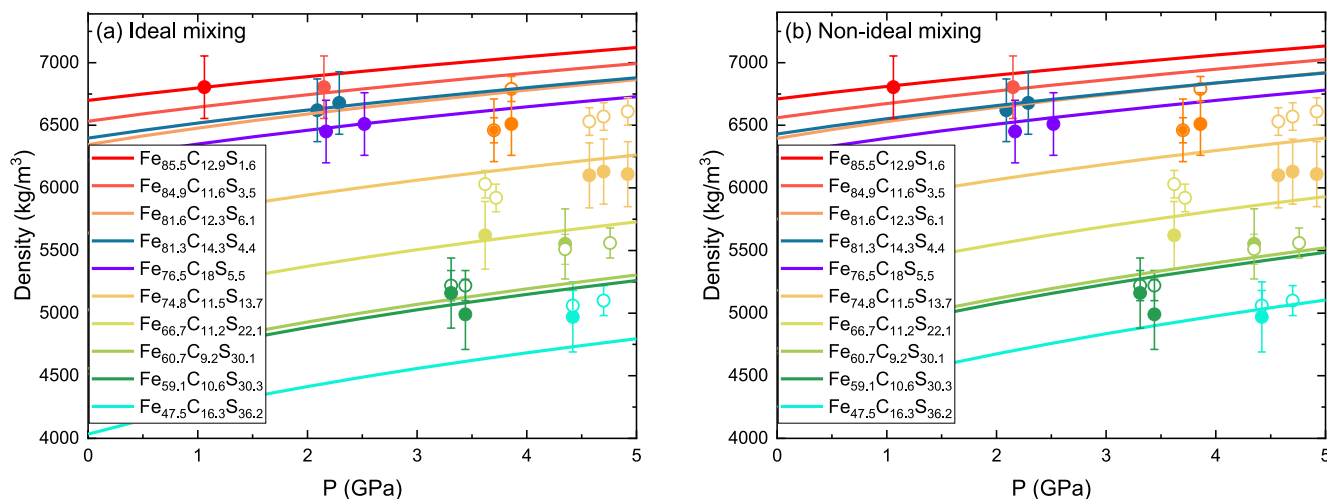 (a) Ideal mixing
Density (kg/m³)
7000
6500
6000
5500
5000
4500
4000
Fe₈₅.₅C₁₂.₉S₁.₆
Fe₈₄.₉C₁₁.₆S₃.₅
Fe₈₁.₆C₁₂.₃S₆.₁
Fe₈₁.₃C₁₄.₃S₄.₄
Fe₇₆.₅C₁₈S₅.₅
Fe₇₄.₈C₁₁.₅S₁₃.₇
Fe₆₆.₇C₁₁.₂S₂₂.₁
Fe₆₀.₇C₉.₂S₃₀.₁
Fe₅₉.₁C₁₀.₆S₃₀.₃
Fe₄₇.₅C₁₆.₃S₃₆.₂
0 1 2 3 4 5
P (GPa)
(b) Non-ideal mixing
Density (kg/m³)
7000
6500
6000
5500
5000
4500
4000
Fe₈₅.₅C₁₂.₉S₁.₆
Fe₈₄.₉C₁₁.₆S₃.₅
Fe₈₁.₆C₁₂.₃S₆.₁
Fe₈₁.₃C₁₄.₃S₄.₄
Fe₇₆.₅C₁₈S₅.₅
Fe₇₄.₈C₁₁.₅S₁₃.₇
Fe₆₆.₇C₁₁.₂S₂₂.₁
Fe₆₀.₇C₉.₂S₃₀.₁
Fe₅₉.₁C₁₀.₆S₃₀.₃
Fe₄₇.₅C₁₆.₃S₃₆.₂
0 1 2 3 4 5
P (GPa)